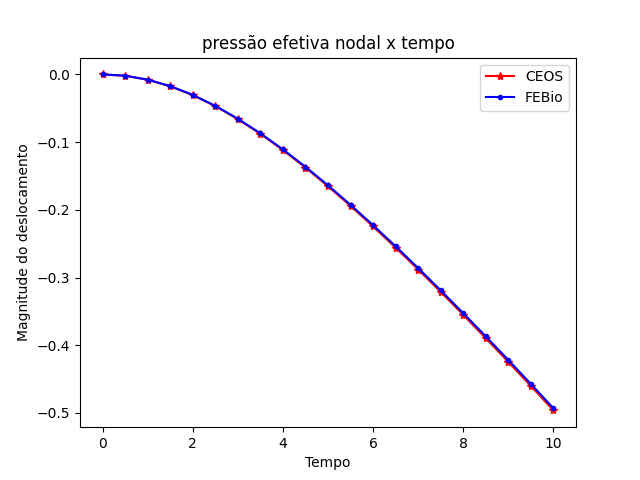 pressão efetiva nodal x tempo
CEOS
FEBio
0.0
−0.1
−0.2
−0.3
−0.4
−0.5
Magnitude do deslocamento
0 2 4 6 8 10
Tempo